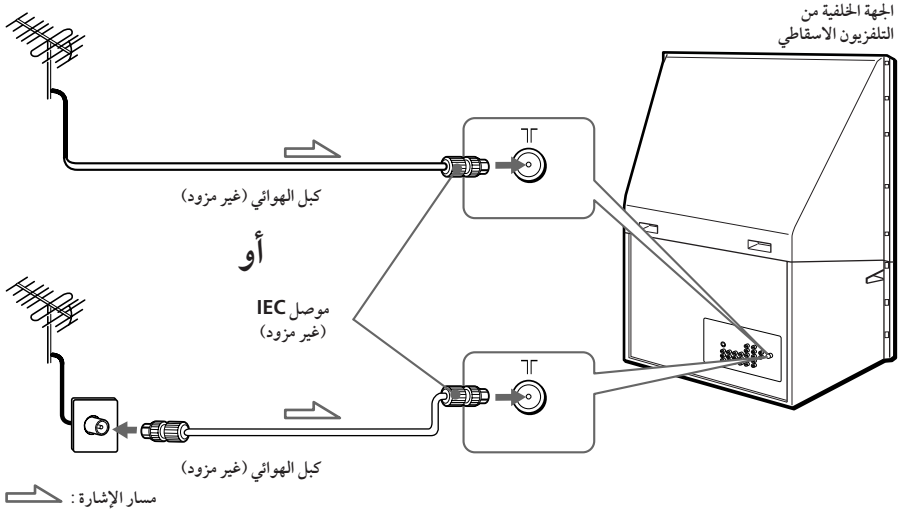 الجهة الخلفية من
التلفزيون الاسقاطي
كبل الهوائي (غير مزود)
أو
موصل IEC
(غير مزود)
كبل الهوائي (غير مزود)
مسار الإشارة :